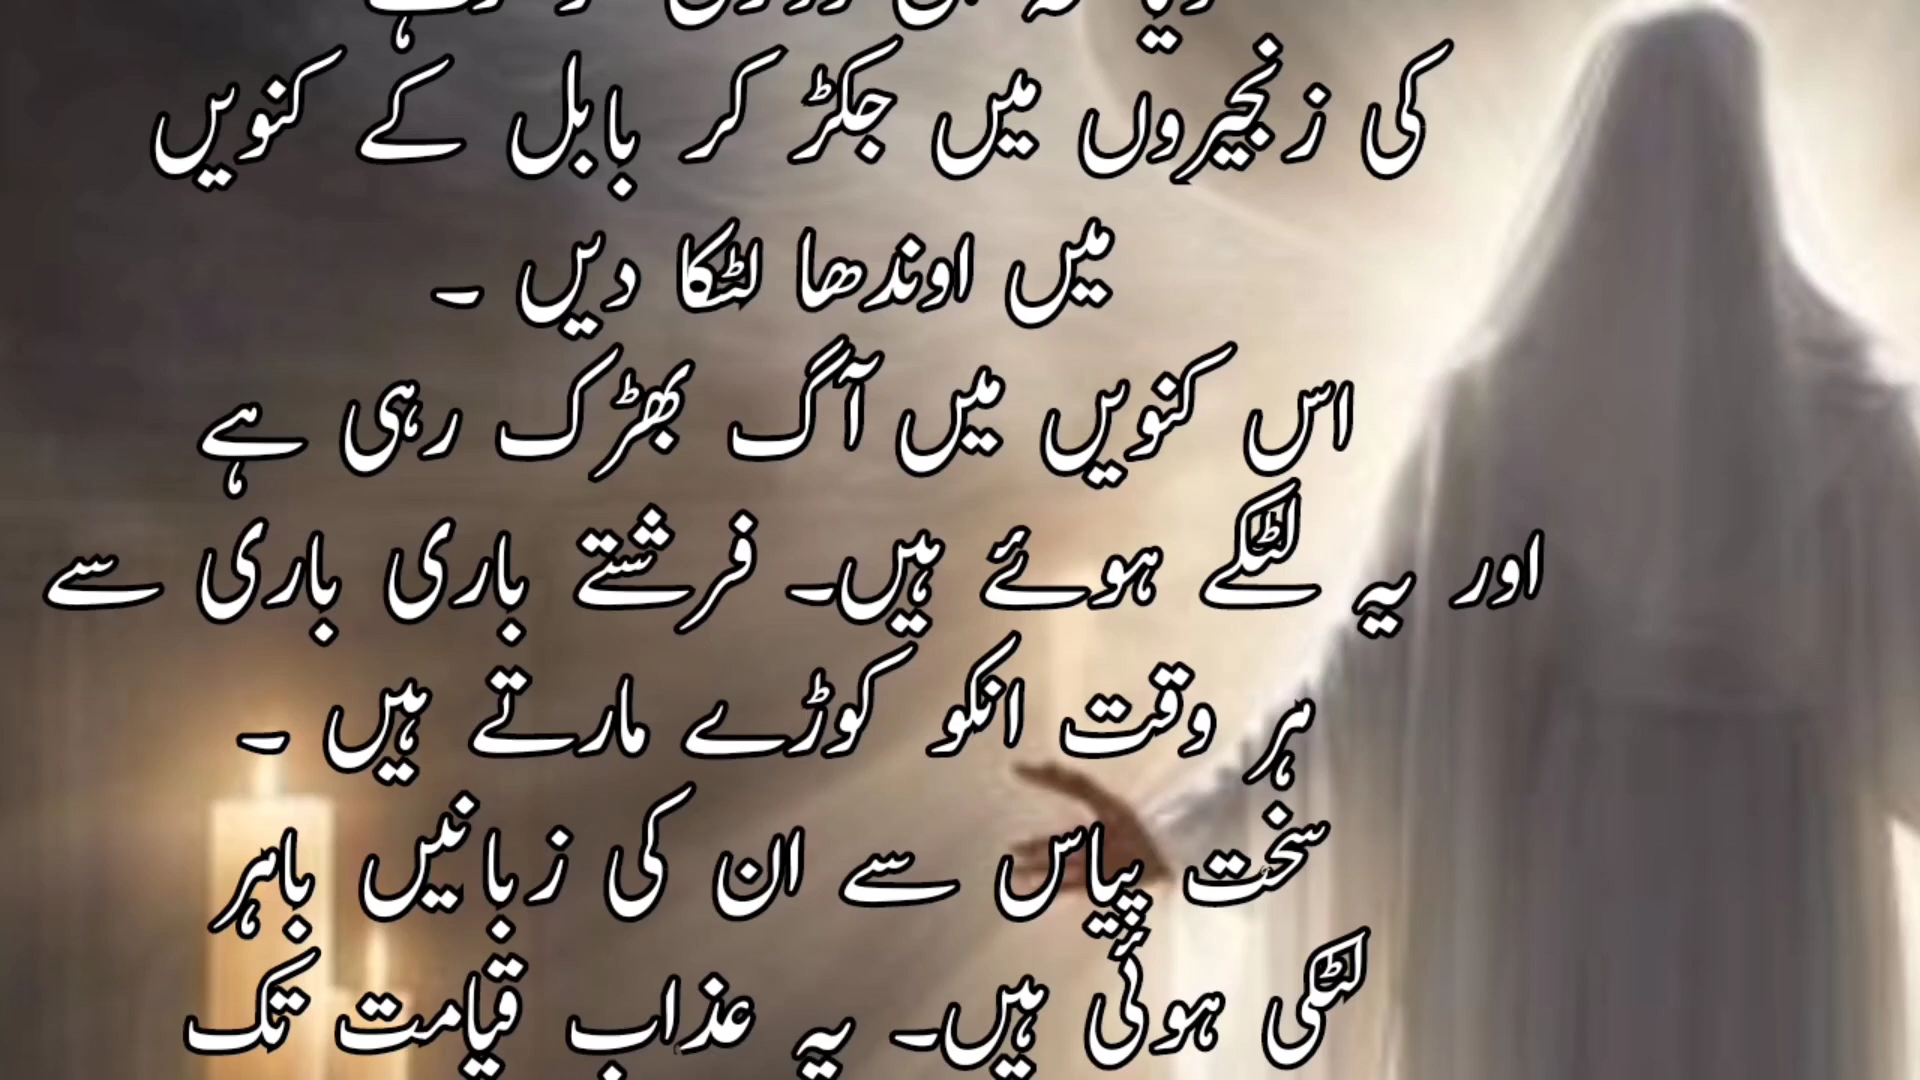 کی زنجیروں میں جکڑ کر بابل کے کنویں
میں اوندھا لٹکا دیں ۔
اس کنویں میں آگ بھڑک رہی ہے
اور یہ لٹکے ہوئے ہیں۔ فرشتے باری باری سے
ہر وقت انکو کوڑے مارتے ہیں ۔
سخت پیاس سے ان کی زبانیں باہر
لٹکی ہوئی ہیں۔ یہ عذاب قیامت تک